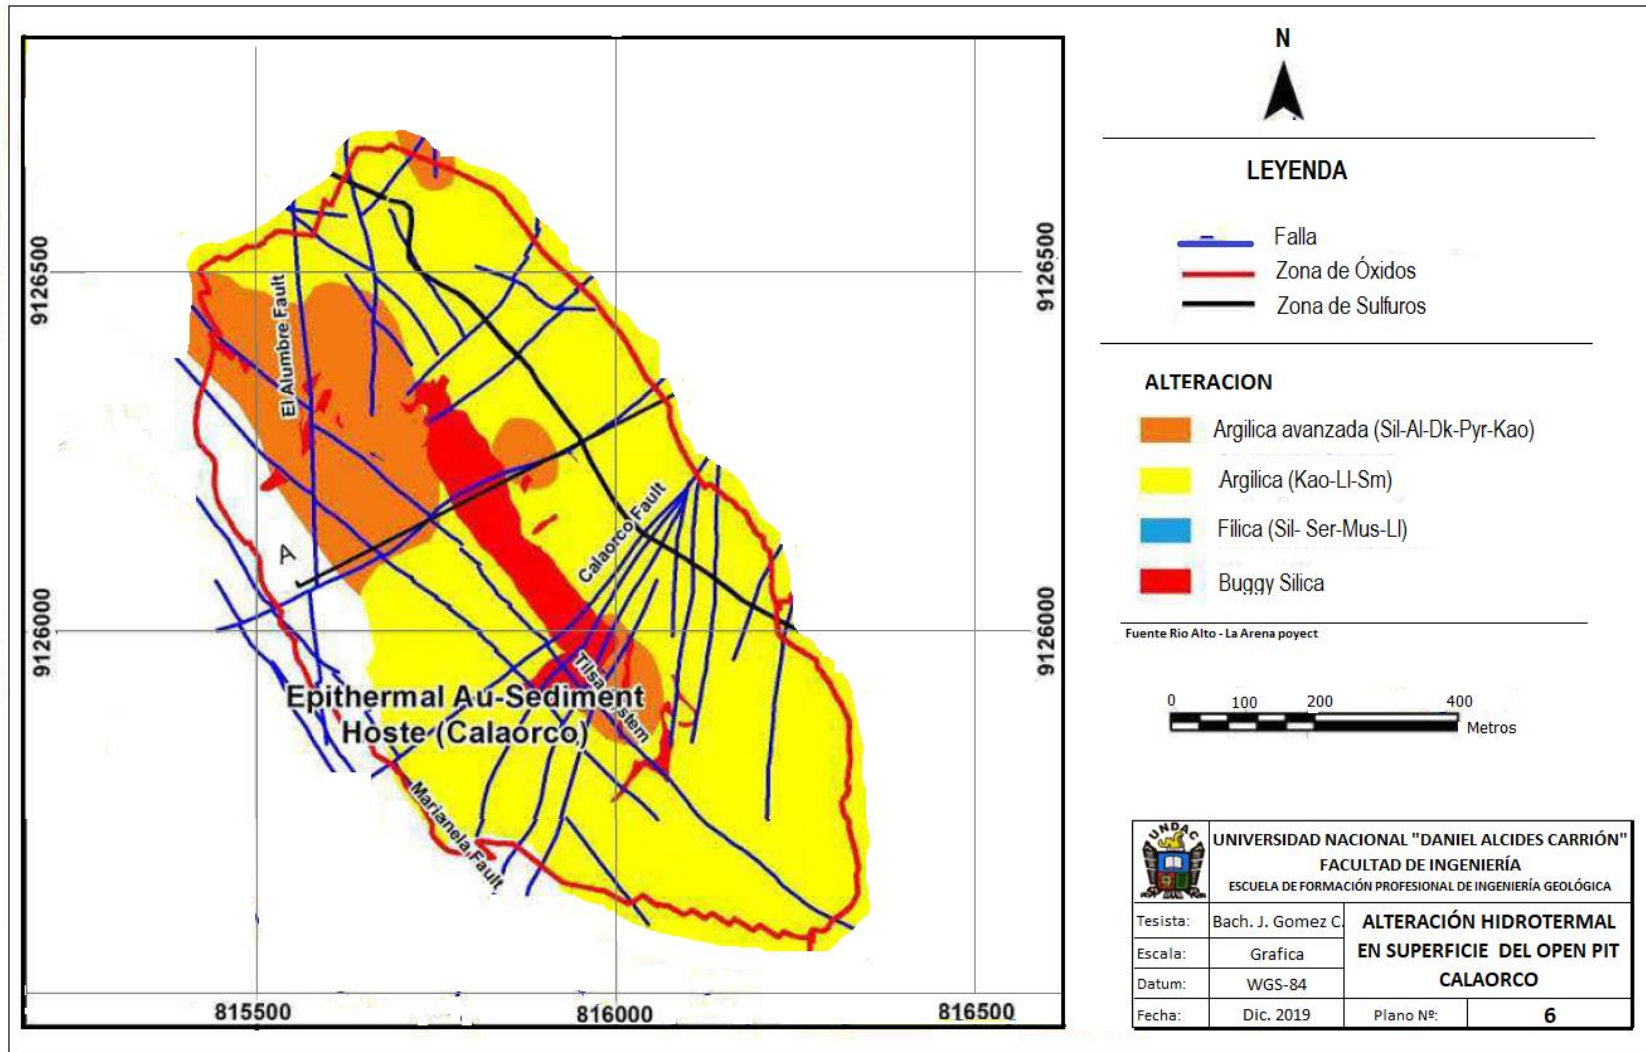 N
LEYENDA
Falla
Zona de Óxidos
Zona de Sulfuros
ALTERACION
Argilica avanzada (Sil-Al-Dk-Pyr-Kao)
Argilica (Kao-LI-Sm)
Filica (Sil- Ser-Mus-LI)
Buggy Silica
Fuente Rio Alto - La Arena poyect
0 100 200 400
Metros
9126500
9126500
9126000
9126000
815500
816000
816500
El Alumbre Fault
A
Calaorco Fault
Epithermal Au-Sediment
Hoste (Calaorco)
Marianela Fault
UNDAC
UNIVERSIDAD NACIONAL "DANIEL ALCIDES CARRIÓN"
FACULTAD DE INGENIERÍA
ESCUELA DE FORMACIÓN PROFESIONAL DE INGENIERÍA GEOLÓGICA
Tesista: Bach. J. Gomez C.
Escala: Grafica
Datum: WGS-84
Fecha: Dic. 2019
ALTERACIÓN HIDROTERMAL
EN SUPERFICIE DEL OPEN PIT
CALAORCO
Plano Nº: 6